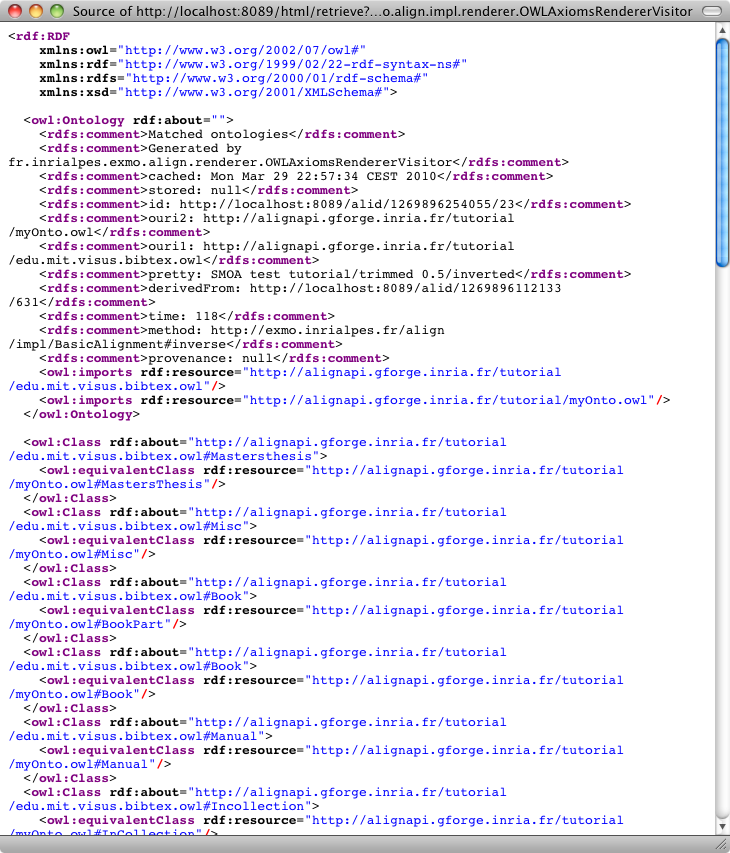 Source of http://localhost:8089/html/retrieve?...o.align.impl.renderer.OWLAxiomsRendererVisitor
<rdf:RDF
    xmlns:owl="http://www.w3.org/2002/07/owl#"
    xmlns:rdf="http://www.w3.org/1999/02/22-rdf-syntax-ns#"
    xmlns:rdfs="http://www.w3.org/2000/01/rdf-schema#"
    xmlns:xsd="http://www.w3.org/2001/XMLSchema#">
  <owl:Ontology rdf:about="">
    <rdfs:comment>Matched ontologies</rdfs:comment>
    <rdfs:comment>Generated by
fr.inrialpes.exmo.align.renderer.OWLAxiomsRendererVisitor</rdfs:comment>
    <rdfs:comment>cached: Mon Mar 29 22:57:34 CEST 2010</rdfs:comment>
    <rdfs:comment>stored: null</rdfs:comment>
    <rdfs:comment>id: http://localhost:8089/alid/1269896254055/23</rdfs:comment>
    <rdfs:comment>ouri2: http://alignapi.gforge.inria.fr/tutorial
/myOnto.owl</rdfs:comment>
    <rdfs:comment>ouri1: http://alignapi.gforge.inria.fr/tutorial
/edu.mit.visus.bibtex.owl</rdfs:comment>
    <rdfs:comment>pretty: SMOA test tutorial/trimmed 0.5/inverted</rdfs:comment>
    <rdfs:comment>derivedFrom: http://localhost:8089/alid/1269896112133
/631</rdfs:comment>
    <rdfs:comment>time: 118</rdfs:comment>
    <rdfs:comment>method: http://exmo.inrialpes.fr/align
/impl/BasicAlignment#inverse</rdfs:comment>
    <rdfs:comment>provenance: null</rdfs:comment>
    <owl:imports rdf:resource="http://alignapi.gforge.inria.fr/tutorial
/edu.mit.visus.bibtex.owl"/>
    <owl:imports rdf:resource="http://alignapi.gforge.inria.fr/tutorial/myOnto.owl"/>
  </owl:Ontology>
  <owl:Class rdf:about="http://alignapi.gforge.inria.fr/tutorial
/edu.mit.visus.bibtex.owl#Mastersthesis">
    <owl:equivalentClass rdf:resource="http://alignapi.gforge.inria.fr/tutorial
/myOnto.owl#MastersThesis"/>
  </owl:Class>
  <owl:Class rdf:about="http://alignapi.gforge.inria.fr/tutorial
/edu.mit.visus.bibtex.owl#Misc">
    <owl:equivalentClass rdf:resource="http://alignapi.gforge.inria.fr/tutorial
/myOnto.owl#Misc"/>
  </owl:Class>
  <owl:Class rdf:about="http://alignapi.gforge.inria.fr/tutorial
/edu.mit.visus.bibtex.owl#Book">
    <owl:equivalentClass rdf:resource="http://alignapi.gforge.inria.fr/tutorial
/myOnto.owl#BookPart"/>
  </owl:Class>
  <owl:Class rdf:about="http://alignapi.gforge.inria.fr/tutorial
/edu.mit.visus.bibtex.owl#Book">
    <owl:equivalentClass rdf:resource="http://alignapi.gforge.inria.fr/tutorial
/myOnto.owl#Book"/>
  </owl:Class>
  <owl:Class rdf:about="http://alignapi.gforge.inria.fr/tutorial
/edu.mit.visus.bibtex.owl#Manual">
    <owl:equivalentClass rdf:resource="http://alignapi.gforge.inria.fr/tutorial
/myOnto.owl#Manual"/>
  </owl:Class>
  <owl:Class rdf:about="http://alignapi.gforge.inria.fr/tutorial
/edu.mit.visus.bibtex.owl#Incollection">
    <owl:equivalentClass rdf:resource="http://alignapi.gforge.inria.fr/tutorial
/myOnto.owl#InCollection"/>